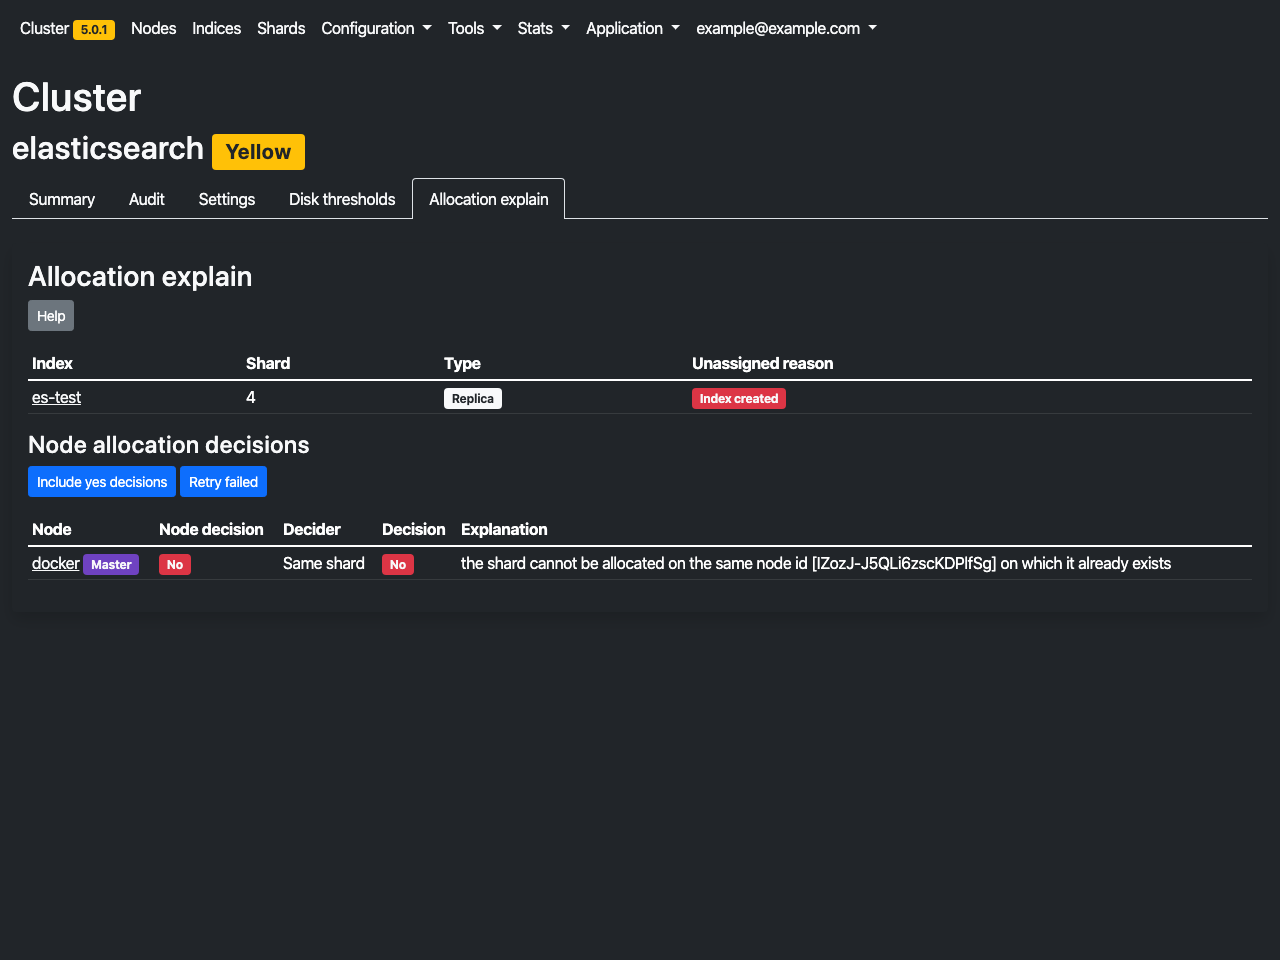 Cluster 5.0.1 Nodes Indices Shards Configuration Tools Stats Application example@example.com
Cluster
elasticsearch Yellow
Summary Audit Settings Disk thresholds Allocation explain
Allocation explain
Help
Index Shard Type Unassigned reason
es-test 4 Replica Index created
Node allocation decisions
Include yes decisions Retry failed
Node Node decision Decider Decision Explanation
docker Master No Same shard No the shard cannot be allocated on the same node id [IZozJ-J5QLi6zscKDPlfSg] on which it already exists